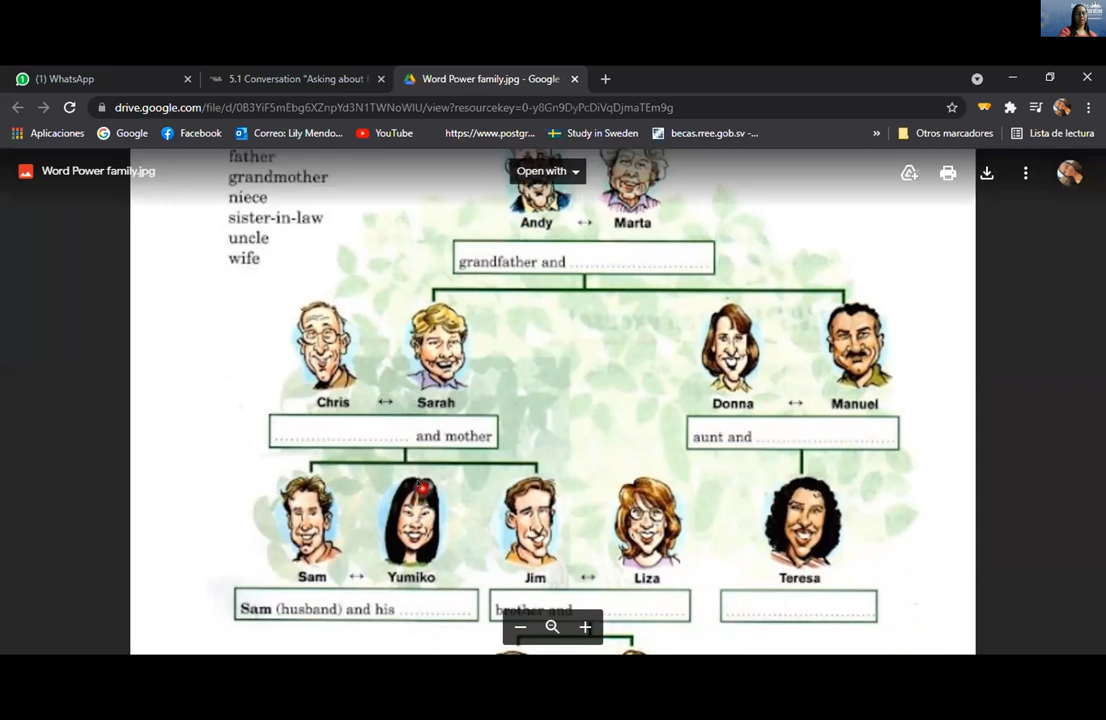 (1) WhatsApp
5.1 Conversation "Asking about t
Word Power family.jpg - Google
drive.google.com/file/d/0B3YiF5mEbg6XZnpYd3N1TWNoWlU/view?resourcekey=0-y8Gn9DyPcDiVqDjmaTEm9g
Aplicaciones
Google
Facebook
Correo: Lily Mendo...
YouTube
https://www.postgr...
Study in Sweden
becas.rree.gob.sv -...
»
Otros marcadores
Lista de lectura
Word Power family.jpg
Open with
father
grandmother
niece
sister-in-law
uncle
wife
Andy ↔ Marta
grandfather and ..............................
Chris ↔ Sarah
Donna ↔ Manuel
.............................. and mother
aunt and ..............................
Sam ↔ Yumiko
Jim ↔ Liza
Teresa
Sam (husband) and his ................
brother and ..............................
..............................